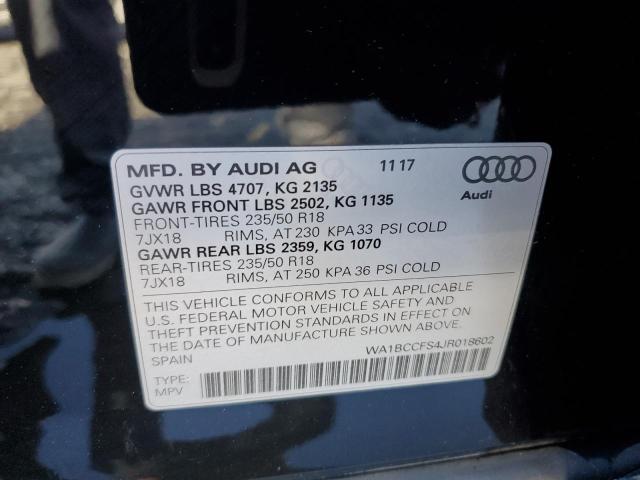 MFD. BY AUDI AG 11 17
GVWR LBS 4707, KG 2135
GAWR FRONT LBS 2502, KG 1135
FRONT-TIRES 235/50 R18
7JX18 RIMS, AT 230 KPA 33 PSI COLD
GAWR REAR LBS 2359, KG 1070
REAR-TIRES 235/50 R18
7JX18 RIMS, AT 250 KPA 36 PSI COLD
Audi
THIS VEHICLE CONFORMS TO ALL APPLICABLE
U.S. FEDERAL MOTOR VEHICLE SAFETY AND
THEFT PREVENTION STANDARDS IN EFFECT ON
THE DATE OF MANUFACTURE SHOWN ABOVE.
SPAIN
WA1BCCFS4JR018602
TYPE:
MPV